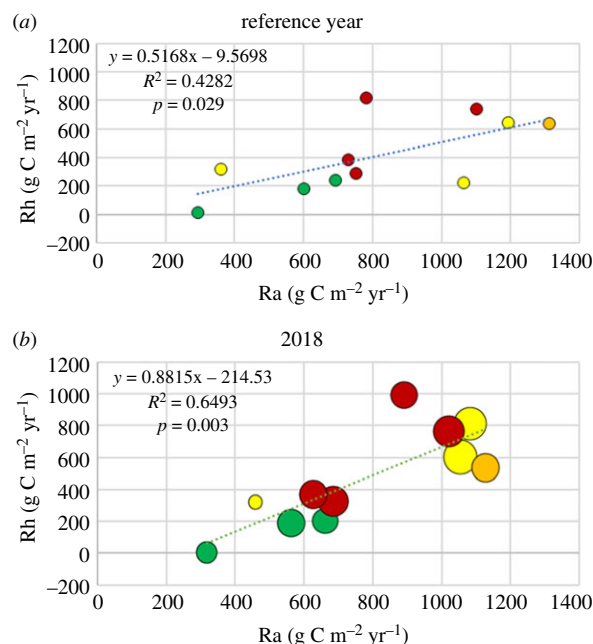 (a) reference year
1200
1000
800
600
400
200
0
–200
Rh (g C m–2 yr–1)
y = 0.5168x – 9.5698
R2 = 0.4282
p = 0.029
0 200 400 600 800 1000 1200 1400
Ra (g C m–2 yr–1)
(b) 2018
1200
1000
800
600
400
200
0
–200
Rh (g C m–2 yr–1)
y = 0.8815x – 214.53
R2 = 0.6493
p = 0.003
0 200 400 600 800 1000 1200 1400
Ra (g C m–2 yr–1)